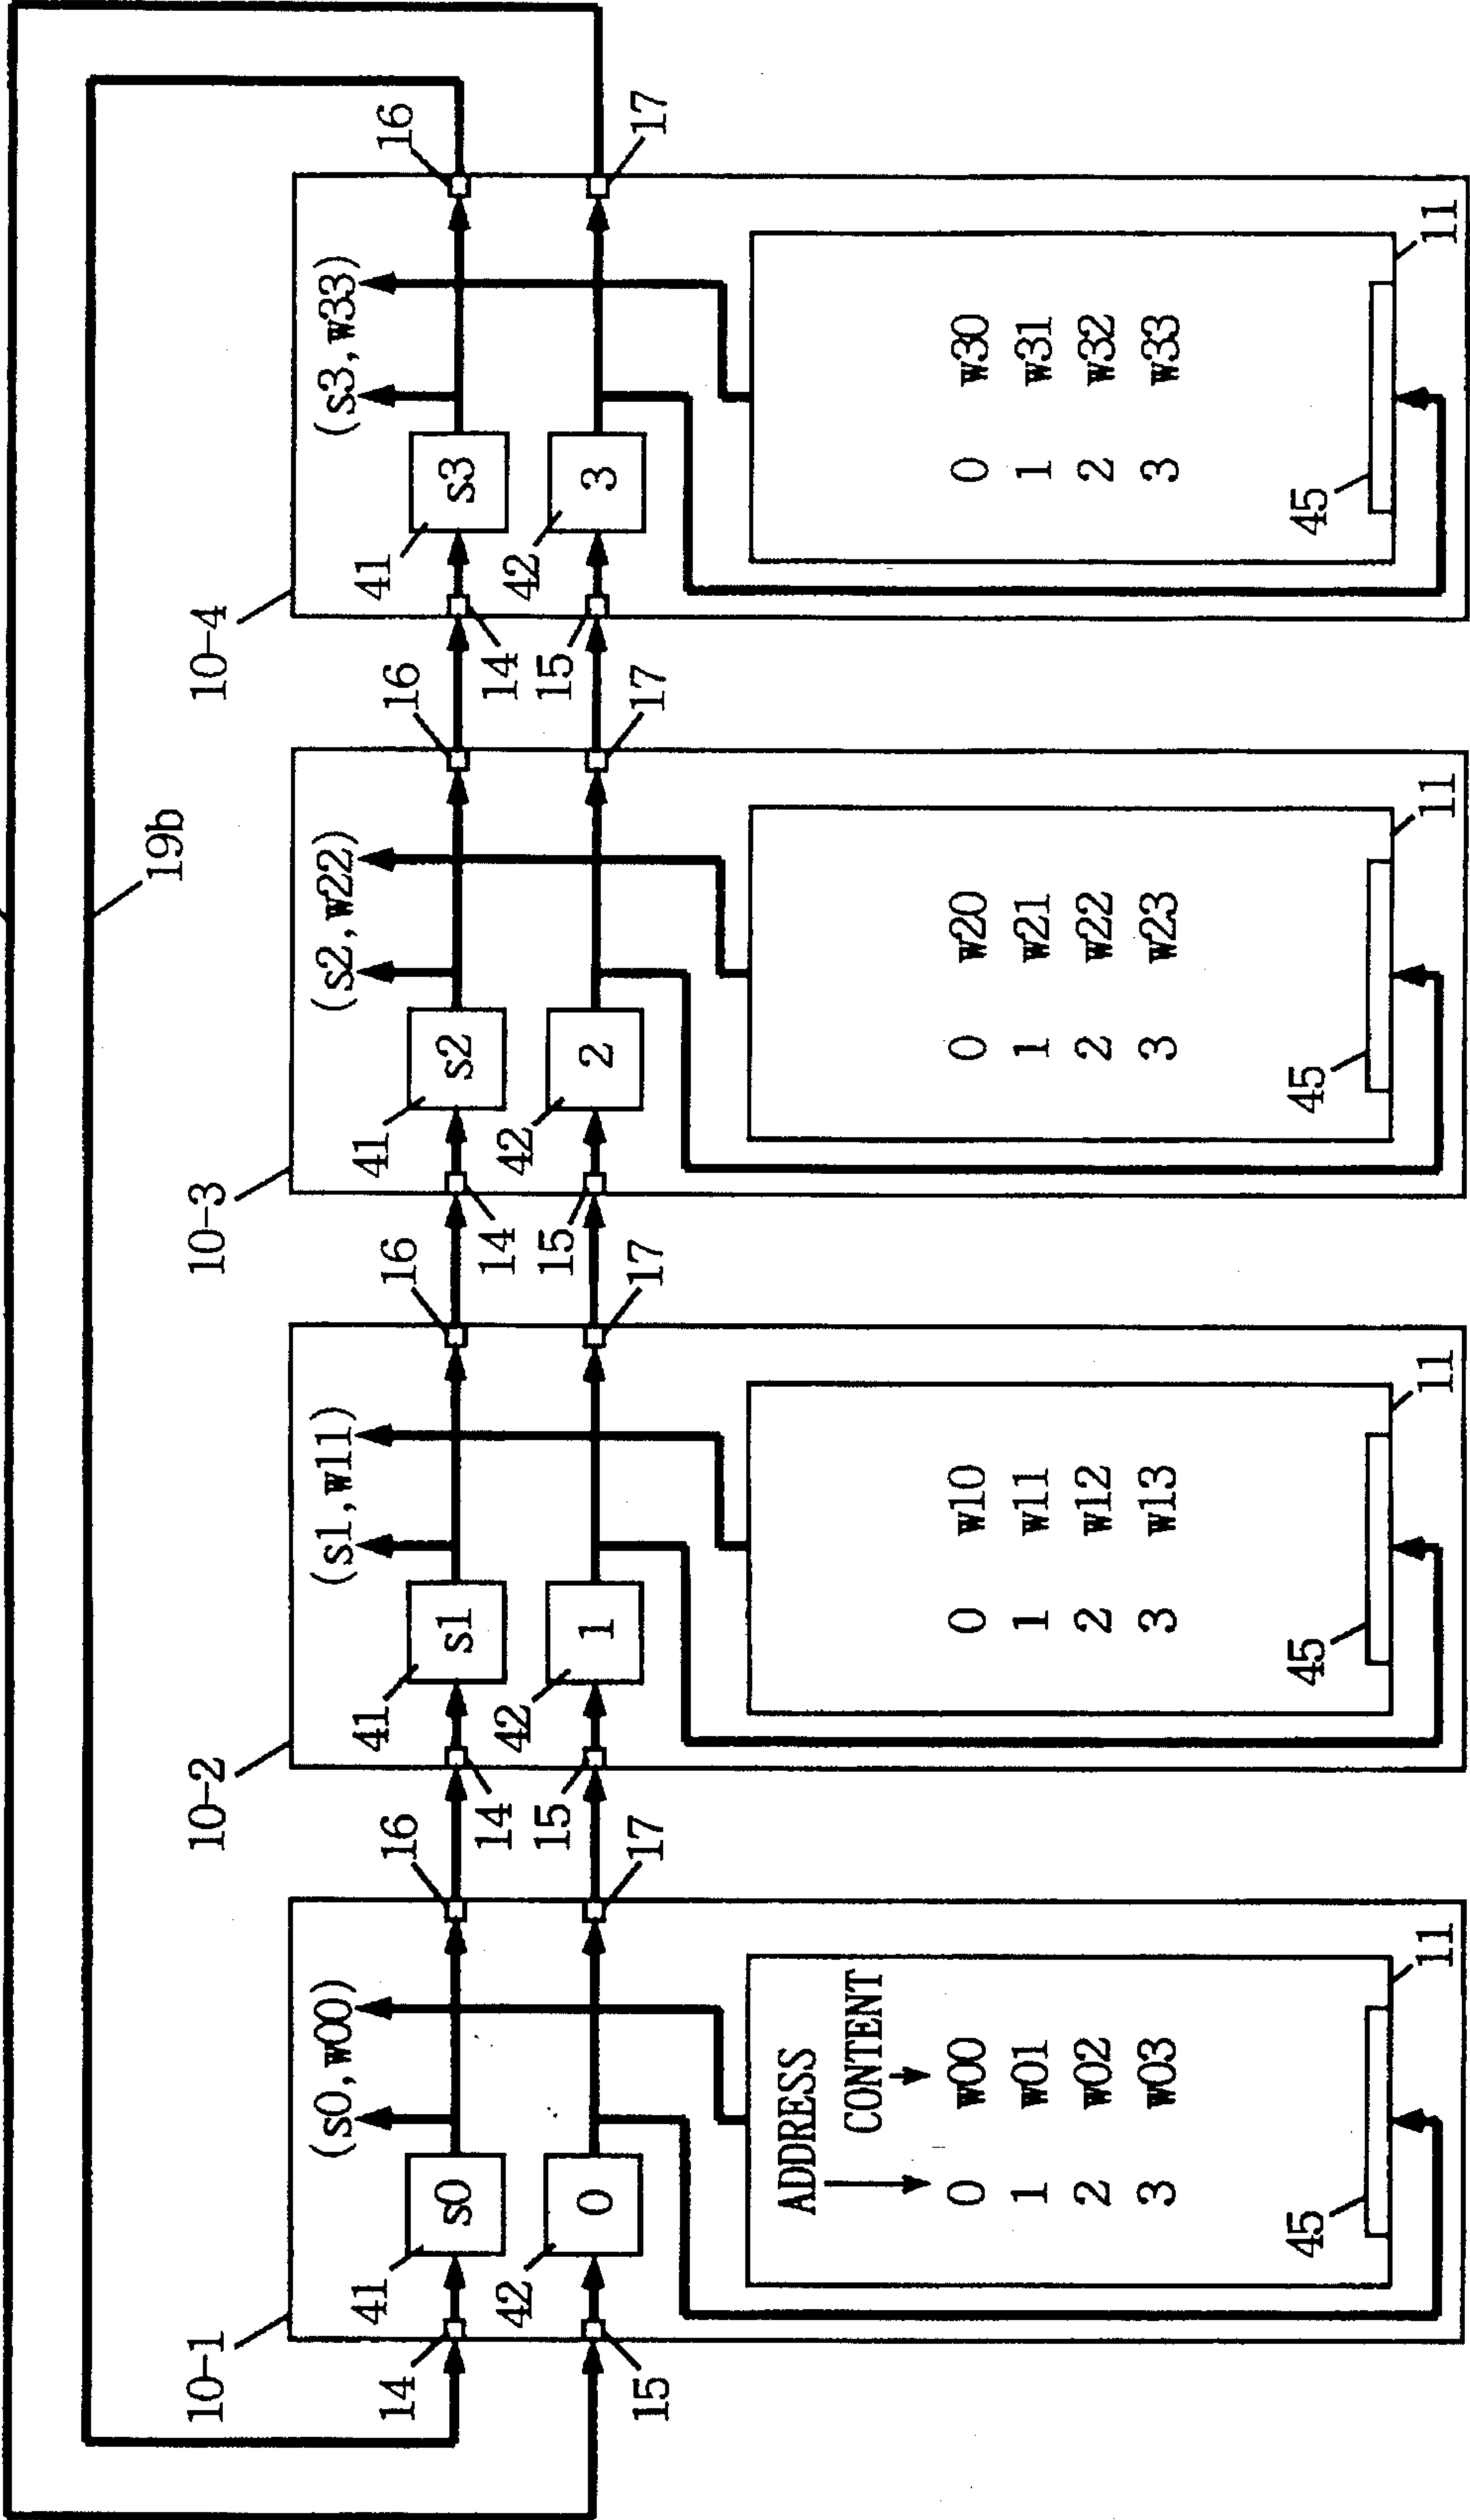 19b
10-1
10-2
10-3
10-4
(s0,w00)
(s1,w11)
(s2,w22)
(s3,w33)
14
41
s0
16
14
41
s1
16
14
41
s2
16
14
41
s3
16
15
42
0
17
15
42
1
17
15
42
2
17
15
42
3
17
ADDRESS
CONTENT
0 w00
1 w01
2 w02
3 w03
45
11
0 w10
1 w11
2 w12
3 w13
45
11
0 w20
1 w21
2 w22
3 w23
45
11
0 w30
1 w31
2 w32
3 w33
45
11